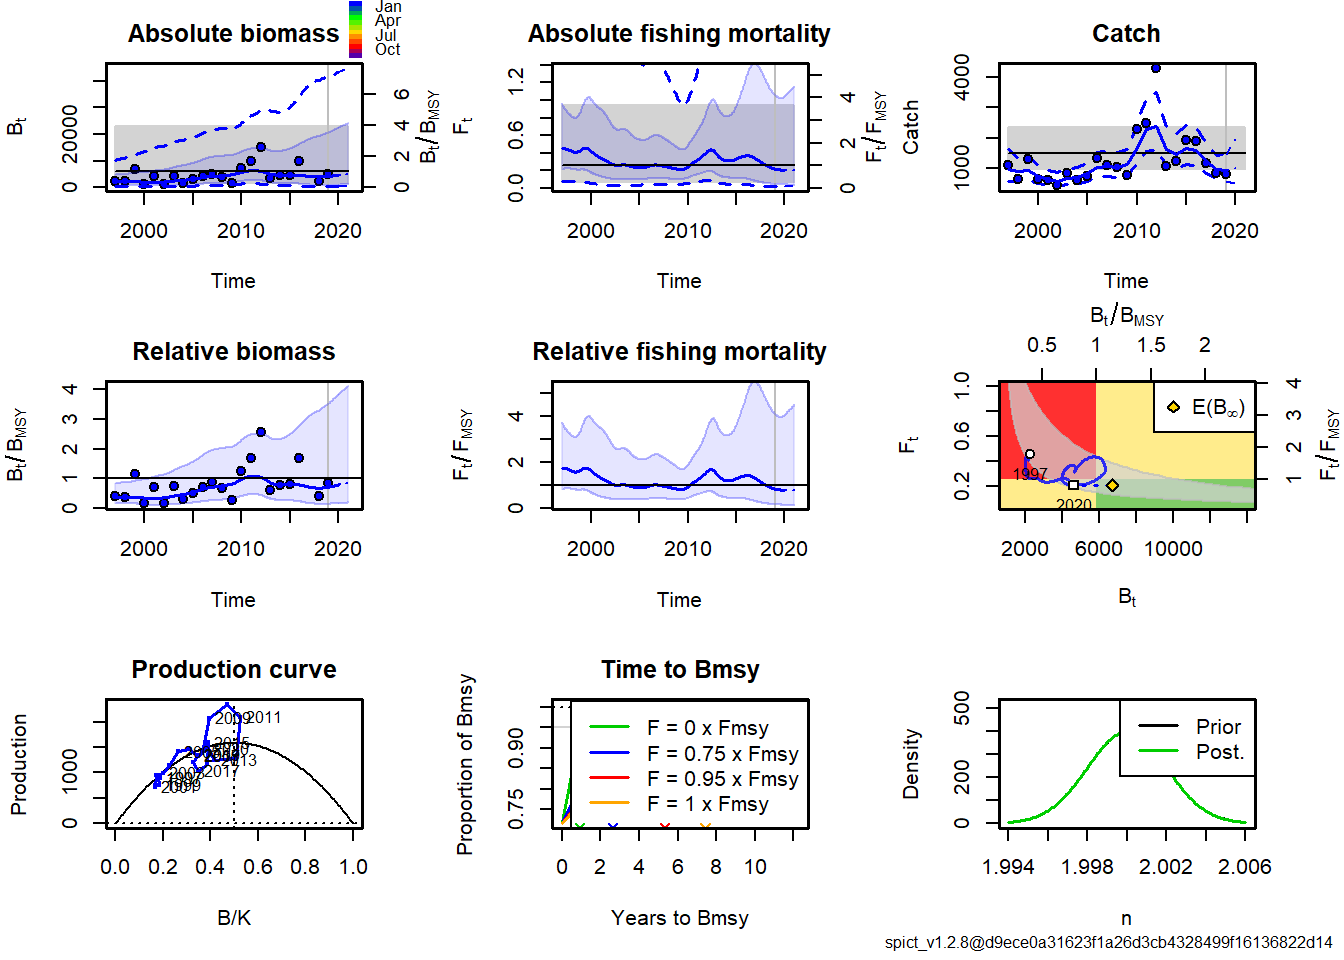 Jan
Apr
Jul
Oct
Absolute biomass
Bt
0 20000
2000 2010 2020
Time
0 2 4 6
Bt/BMSY
Absolute fishing mortality
Ft
0.0 0.6 1.2
2000 2010 2020
Time
0 2 4
Ft/FMSY
Catch
Catch
1000 4000
2000 2010 2020
Time
Relative biomass
Bt/BMSY
0 1 2 3 4
2000 2010 2020
Time
Relative fishing mortality
Ft/FMSY
0 2 4
2000 2010 2020
Time
Bt/BMSY
0.5 1 1.5 2
Ft
0.2 0.6 1.0
E(B∞)
1997
2020
1 2 3 4
Ft/FMSY
2000 6000 10000
Bt
Production curve
Production
0 1000
2009
2011
2015
2013
2017
1997
1999
2001
0.0 0.2 0.4 0.6 0.8 1.0
B/K
Time to Bmsy
Proportion of Bmsy
0.75 0.90
F = 0 x Fmsy
F = 0.75 x Fmsy
F = 0.95 x Fmsy
F = 1 x Fmsy
0 2 4 6 8 10
Years to Bmsy
Density
0 200 500
Prior
Post.
1.994 1.998 2.002 2.006
n
spict_v1.2.8@d9ece0a31623f1a26d3cb4328499f16136822d14